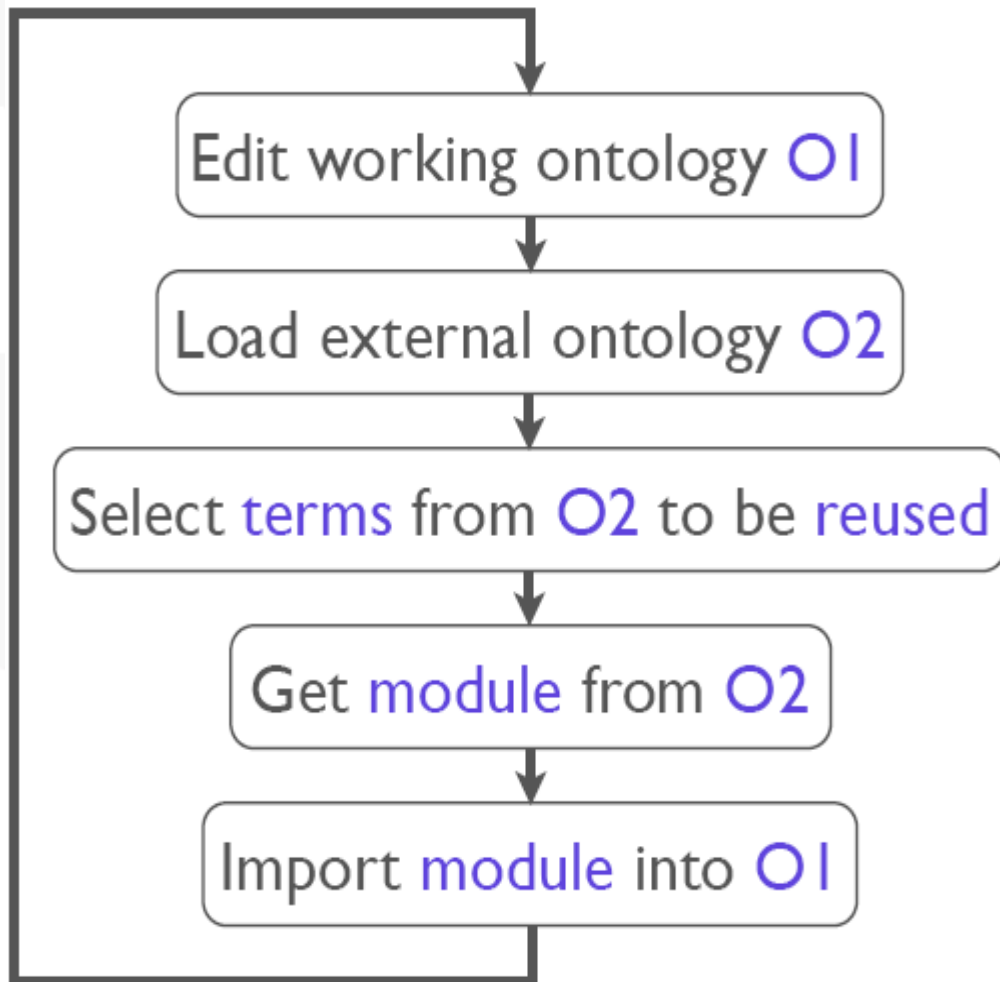 Edit working ontology O1
Load external ontology O2
Select terms from O2 to be reused
Get module from O2
Import module into O1